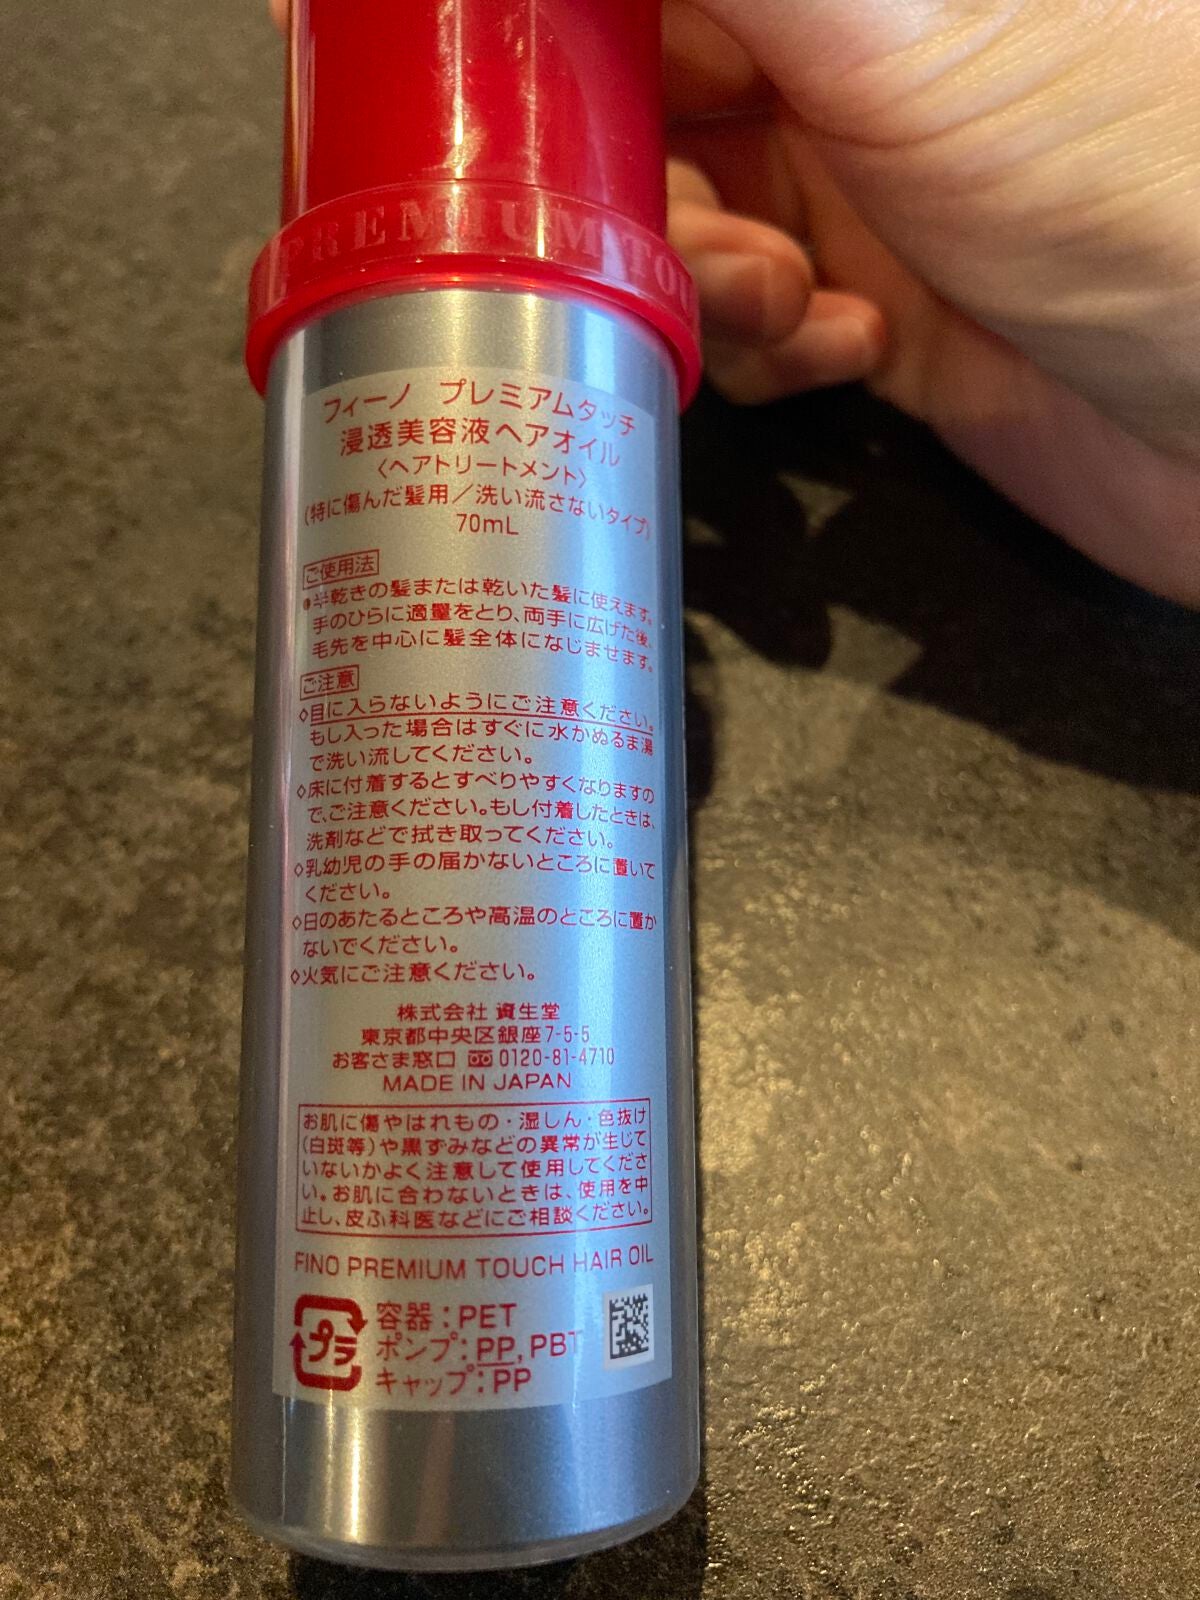 PREMIUM TOU
フィーノ プレミアムタッチ
浸透美容液ヘアオイル
〈ヘアトリートメント〉
(特に傷んだ髪用／洗い流さないタイプ)
70mL
ご使用法
●半乾きの髪または乾いた髪に使えます。
手のひらに適量をとり、両手に広げた後、
毛先を中心に髪全体になじませます。
ご注意
◇目に入らないようにご注意ください。
もし入った場合はすぐに水かぬるま湯
で洗い流してください。
◇床に付着するとすべりやすくなりますの
で、ご注意ください。もし付着したときは、
洗剤などで拭き取ってください。
◇乳幼児の手の届かないところに置いて
ください。
◇日のあたるところや高温のところに置か
ないでください。
◇火気にご注意ください。
株式会社 資生堂
東京都中央区銀座7-5-5
お客さま窓口 0120-81-4710
MADE IN JAPAN
お肌に傷やはれもの・湿しん・色抜け
(白斑等)や黒ずみなどの異常が生じて
いないかよく注意して使用してくださ
い。お肌に合わないときは、使用を中
止し、皮ふ科医などにご相談ください。
FINO PREMIUM TOUCH HAIR OIL
プラ
容器：PET
ポンプ：PP, PBT
キャップ：PP